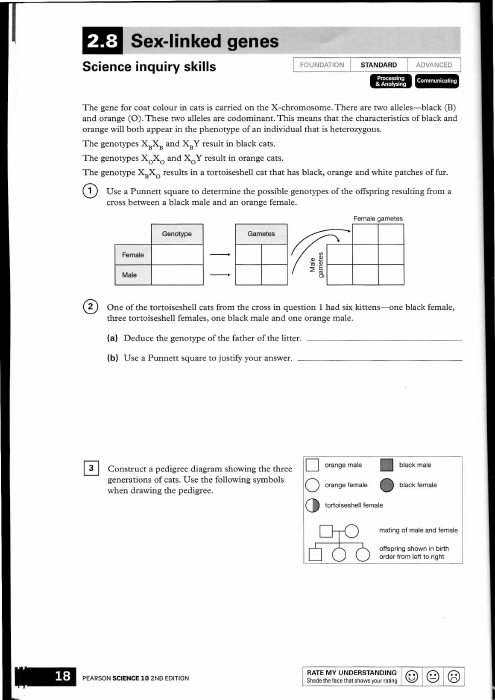 2.8 Sex-linked genes
Science inquiry skills
FOUNDATION STANDARD ADVANCED
Processing & Analysing
Communicating
The gene for coat colour in cats is carried on the X-chromosome. There are two alleles—black (B)
and orange (O). These two alleles are codominant. This means that the characteristics of black and
orange will both appear in the phenotype of an individual that is heterozygous.
The genotypes X_BX_B and X_BY result in black cats.
The genotypes X_OX_O and X_OY result in orange cats.
The genotype X_BX_O results in a tortoiseshell cat that has black, orange and white patches of fur.
1 Use a Punnett square to determine the possible genotypes of the offspring resulting from a
cross between a black male and an orange female.
Female gametes
Genotype
Gametes
Female
Male
Male gametes
2 One of the tortoiseshell cats from the cross in question 1 had six kittens—one black female,
three tortoiseshell females, one black male and one orange male.
(a) Deduce the genotype of the father of the litter.
(b) Use a Punnett square to justify your answer.
3 Construct a pedigree diagram showing the three
generations of cats. Use the following symbols
when drawing the pedigree.
orange male
black male
orange female
black female
tortoiseshell female
mating of male and female
offspring shown in birth
order from left to right
18 PEARSON SCIENCE 10 2ND EDITION
RATE MY UNDERSTANDING
Shade the face that shows your rating